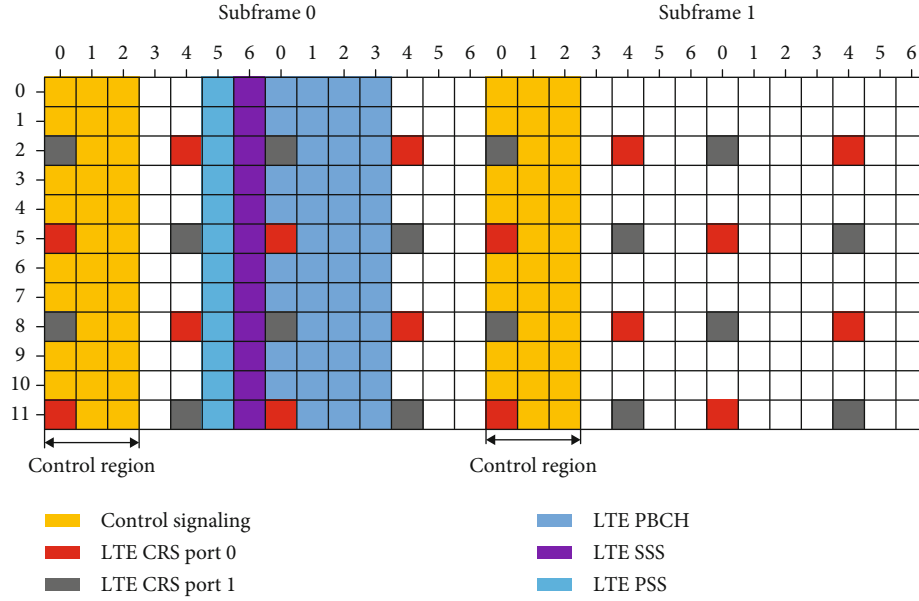 Subframe 0 Subframe 1
0 1 2 3 4 5 6 0 1 2 3 4 5 6 0 1 2 3 4 5 6 0 1 2 3 4 5 6
0
1
2
3
4
5
6
7
8
9
10
11
Control region Control region
Control signaling
LTE CRS port 0
LTE CRS port 1
LTE PBCH
LTE SSS
LTE PSS